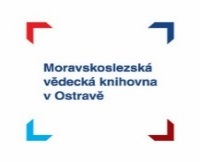 Moravskoslezská
vědecká knihovna
v Ostravě